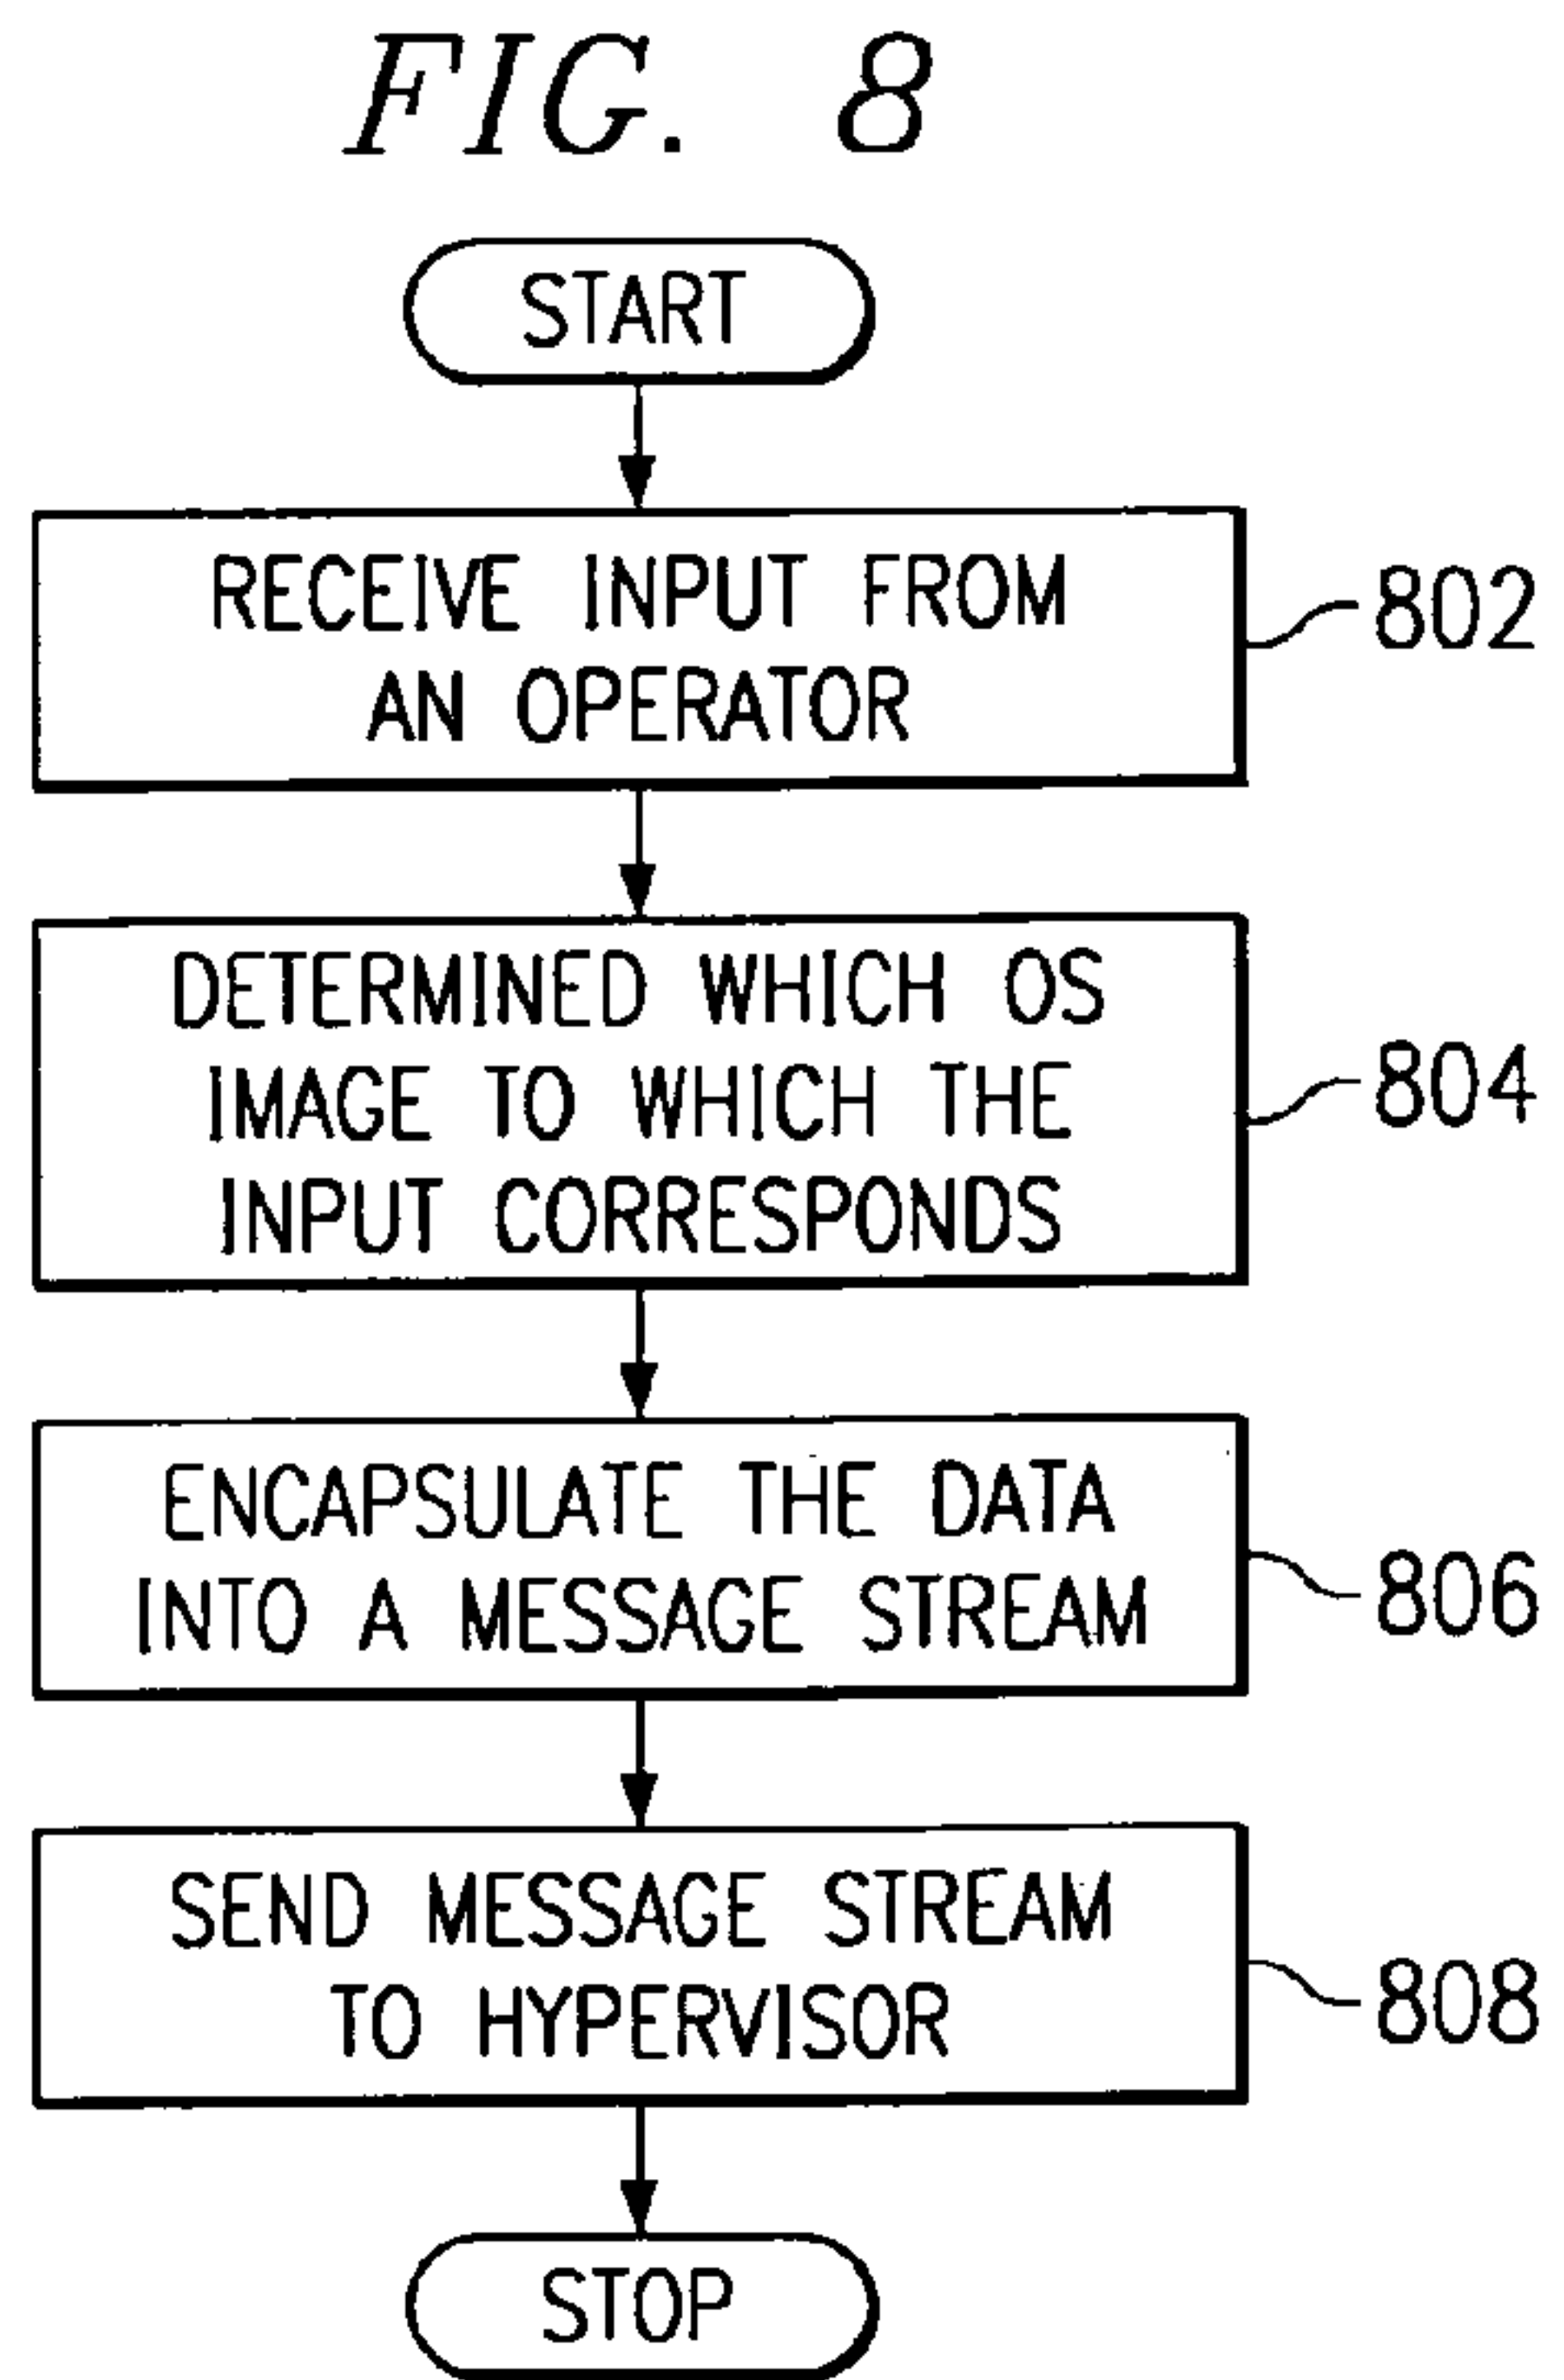 FIG. 8
START
RECEIVE INPUT FROM
AN OPERATOR
802
DETERMINED WHICH OS
IMAGE TO WHICH THE
INPUT CORRESPONDS
804
ENCAPSULATE THE DATA
INTO A MESSAGE STREAM
806
SEND MESSAGE STREAM
TO HYPERVISOR
808
STOP